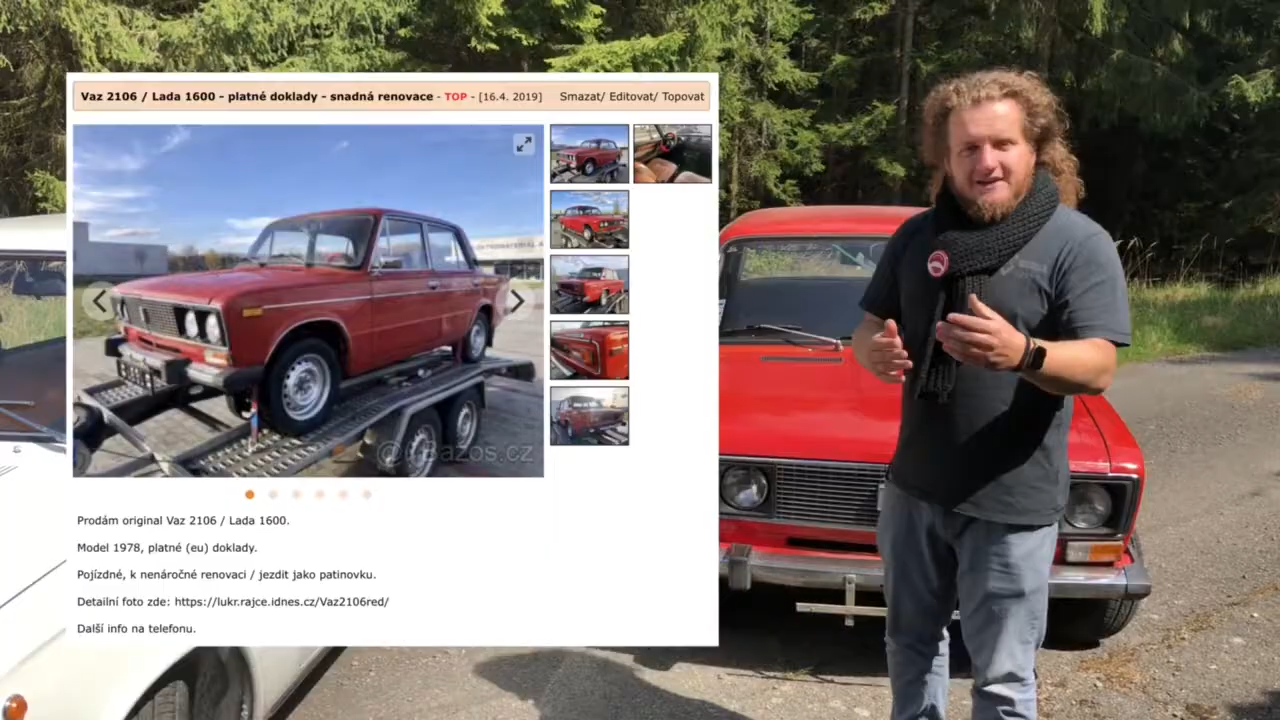 Vaz 2106 / Lada 1600 - platné doklady - snadná renovace - TOP - [16.4. 2019] Smazat/ Editovat/ Topovat
@ Bazos.cz
Prodám original Vaz 2106 / Lada 1600.
Model 1978, platné (eu) doklady.
Pojízdné, k nenáročné renovaci / jezdit jako patinovku.
Detailní foto zde: https://lukr.rajce.idnes.cz/Vaz2106red/
Další info na telefonu.